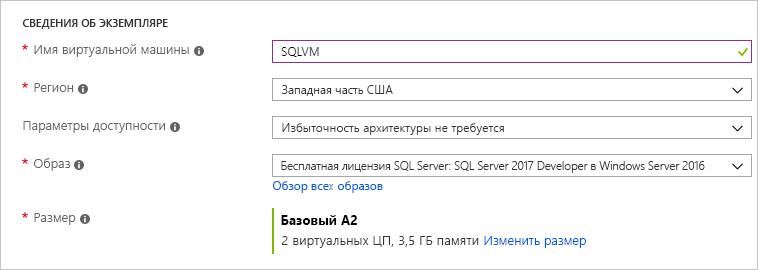 СВЕДЕНИЯ ОБ ЭКЗЕМПЛЯРЕ
* Имя виртуальной машины SQLVM
* Регион Западная часть США
Параметры доступности Избыточность архитектуры не требуется
* Образ Бесплатная лицензия SQL Server: SQL Server 2017 Developer в Windows Server 2016
Обзор всех образов
* Размер Базовый A2
2 виртуальных ЦП, 3,5 ГБ памяти Изменить размер